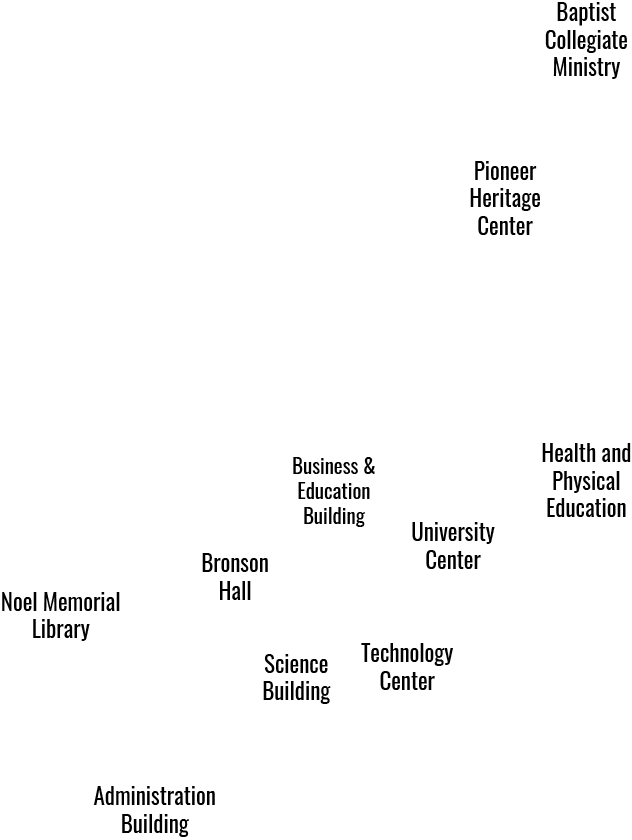 Baptist
Collegiate
Ministry
Pioneer
Heritage
Center
Health and
Physical
Education
Business &
Education
Building
University
Center
Bronson
Hall
Noel Memorial
Library
Technology
Center
Science
Building
Administration
Building